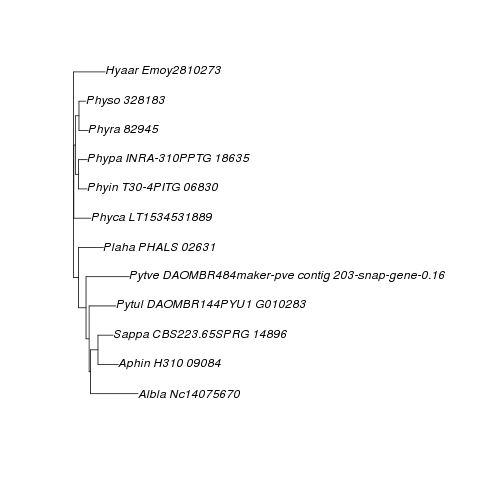 Hyaar Emoy2810273
Physo 328183
Phyra 82945
Phypa INRA-310PPTG 18635
Phyin T30-4PITG 06830
Phyca LT1534531889
Plaha PHALS 02631
Pytve DAOMBR484maker-pve contig 203-snap-gene-0.16
Pytul DAOMBR144PYU1 G010283
Sappa CBS223.65SPRG 14896
Aphin H310 09084
Albla Nc14075670